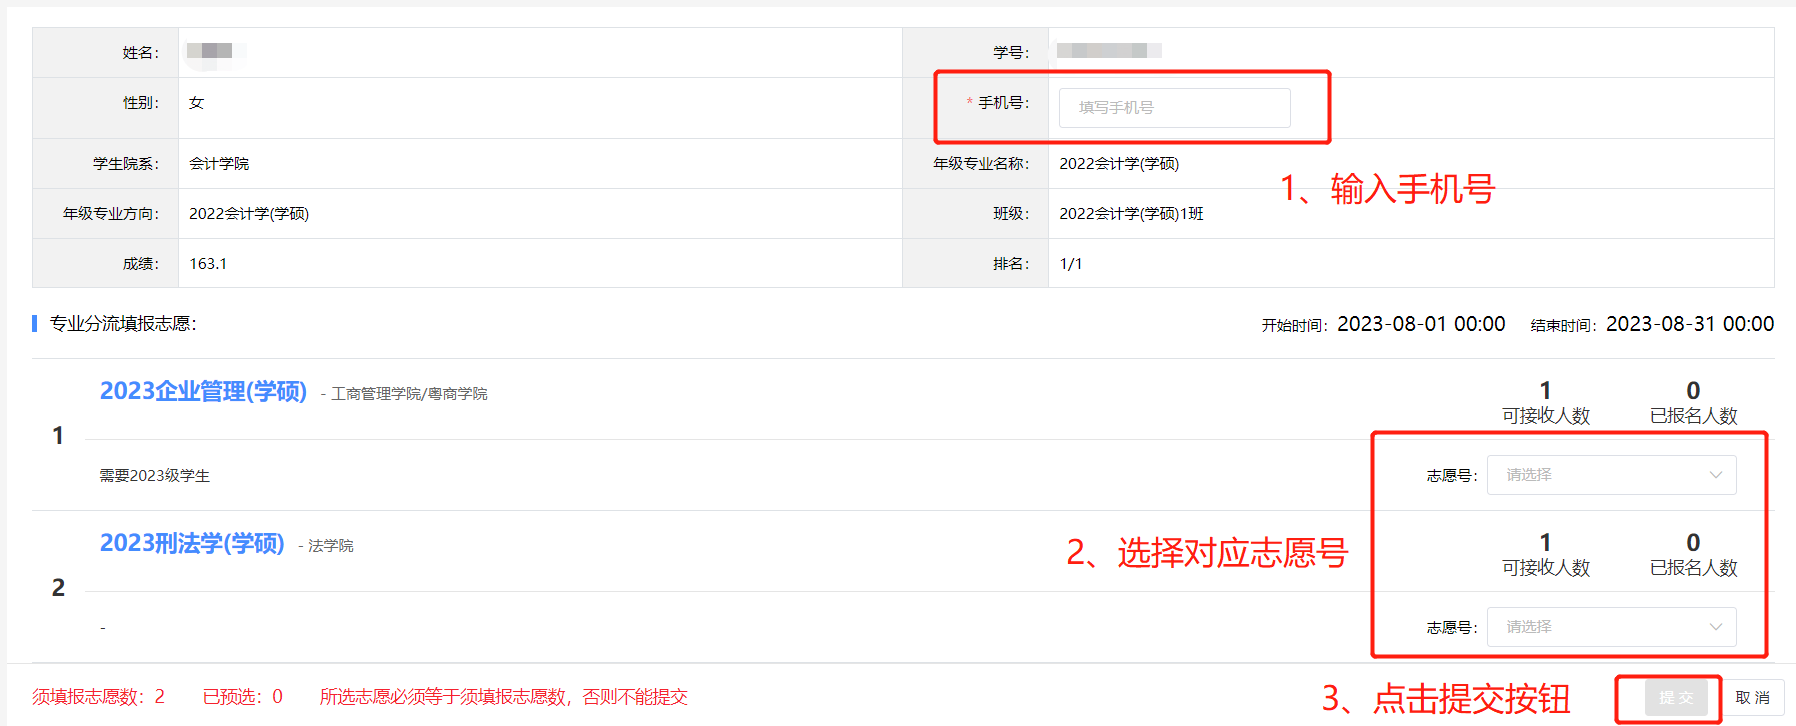 姓名：
学号：
性别： 女
* 手机号： 填写手机号
学生院系： 会计学院
年级专业名称： 2022会计学(学硕)
1、输入手机号
年级专业方向： 2022会计学(学硕)
班级： 2022会计学(学硕)1班
成绩： 163.1
排名： 1/1
专业分流填报志愿：
开始时间：2023-08-01 00:00 结束时间：2023-08-31 00:00
1
2023企业管理(学硕) - 工商管理学院/粤商学院
1 可接收人数
0 已报名人数
需要2023级学生
志愿号： 请选择
2
2023刑法学(学硕) - 法学院
1 可接收人数
0 已报名人数
2、选择对应志愿号
-
志愿号： 请选择
须填报志愿数：2 已预选：0 所选志愿必须等于须填报志愿数，否则不能提交
3、点击提交按钮
提交 取消